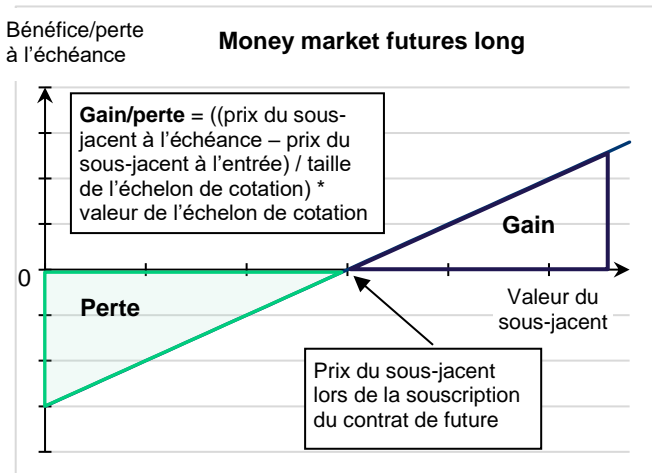 Bénéfice/perte
à l'échéance
Money market futures long
Gain/perte = ((prix du sous-
jacent à l'échéance – prix du
sous-jacent à l'entrée) / taille
de l'échelon de cotation) *
valeur de l'échelon de cotation
Gain
0
Perte
Valeur du
sous-jacent
Prix du sous-jacent
lors de la souscription
du contrat de future